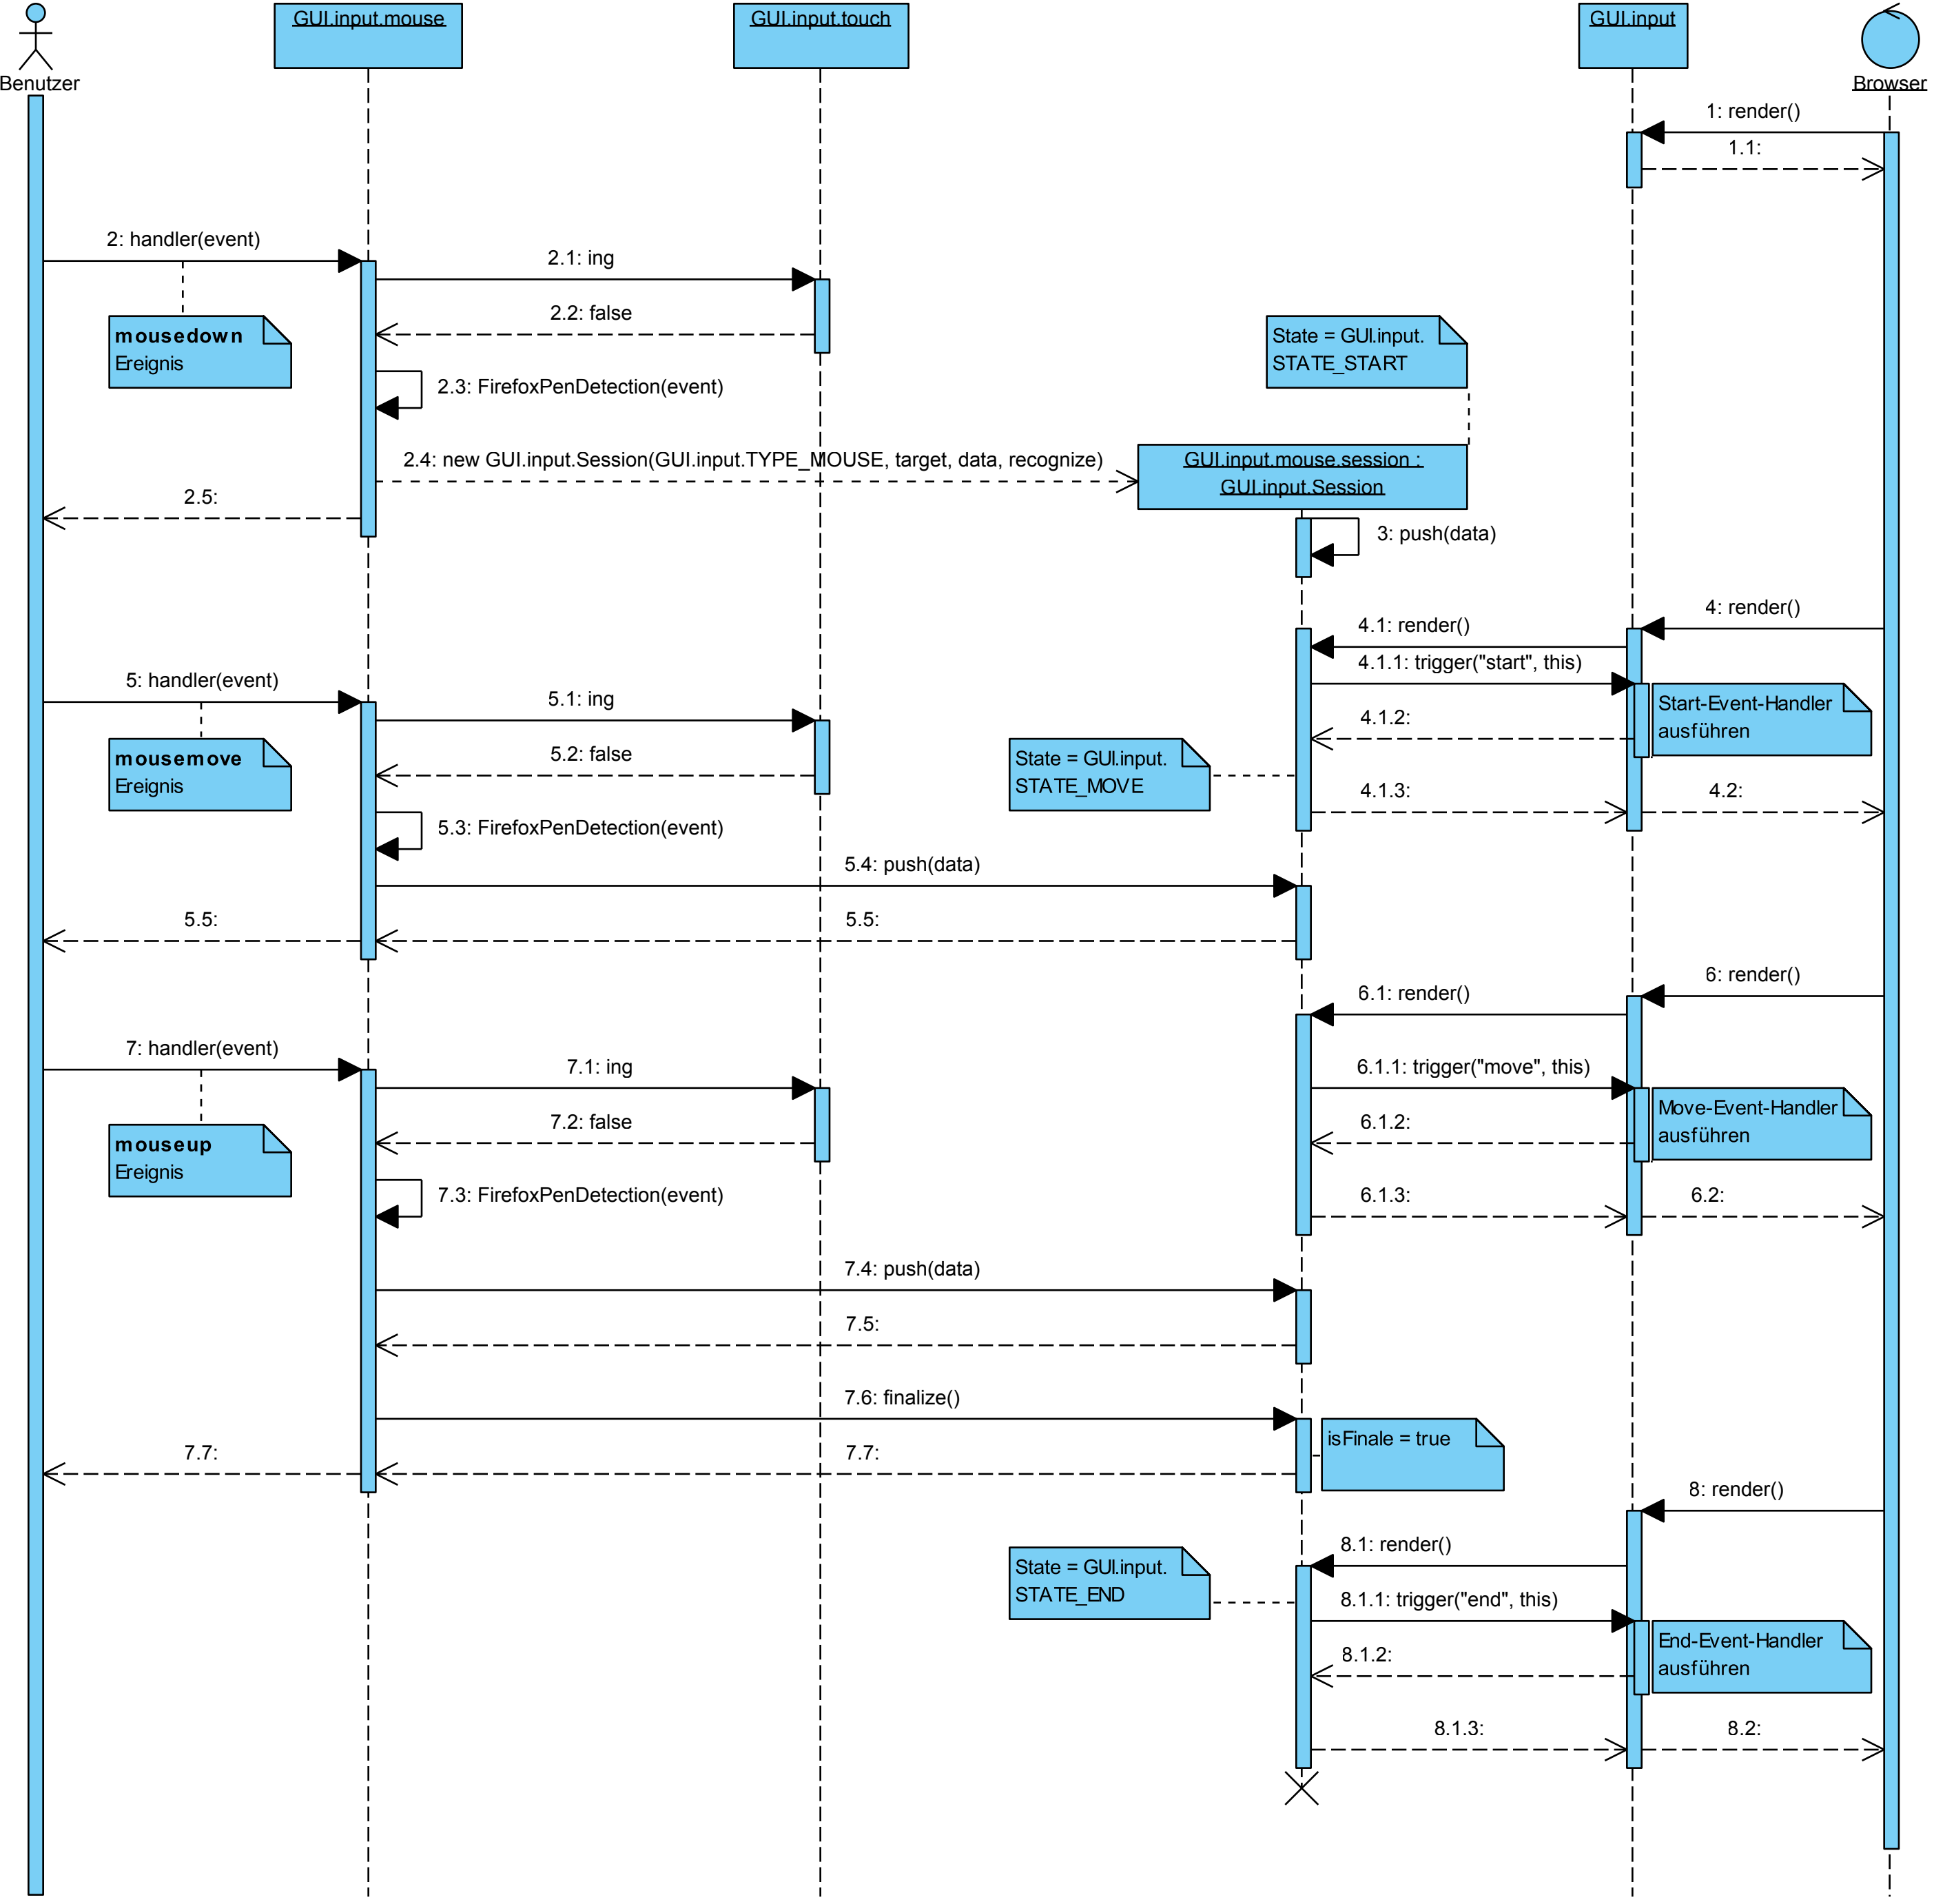 GUI.input.mouse
GUI.input.touch
GUI.input
Benutzer
Browser
1: render()
1.1:
2: handler(event)
2.1: ing
2.2: false
mousedown
Ereignis
State = GUI.input.
STATE_START
2.3: FirefoxPenDetection(event)
2.4: new GUI.input.Session(GUI.input.TYPE_MOUSE, target, data, recognize)
GUI.input.mouse.session :
GUI.input.Session
2.5:
3: push(data)
4: render()
4.1: render()
4.1.1: trigger("start", this)
5: handler(event)
5.1: ing
Start-Event-Handler
ausführen
4.1.2:
5.2: false
mousemove
Ereignis
State = GUI.input.
STATE_MOVE
4.1.3:
4.2:
5.3: FirefoxPenDetection(event)
5.4: push(data)
5.5:
5.5:
6: render()
6.1: render()
7: handler(event)
7.1: ing
6.1.1: trigger("move", this)
Move-Event-Handler
ausführen
7.2: false
6.1.2:
mouseup
Ereignis
7.3: FirefoxPenDetection(event)
6.1.3:
6.2:
7.4: push(data)
7.5:
7.6: finalize()
isFinale = true
7.7:
7.7:
8: render()
8.1: render()
State = GUI.input.
STATE_END
8.1.1: trigger("end", this)
End-Event-Handler
ausführen
8.1.2:
8.1.3:
8.2: